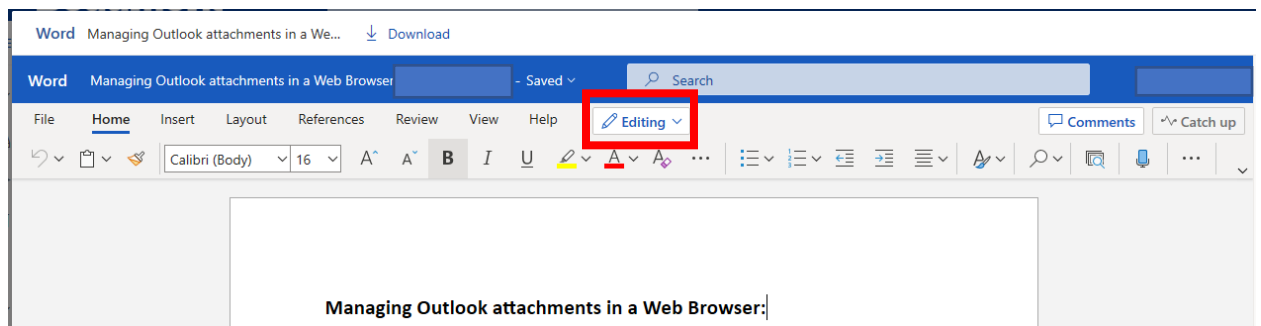 Word Managing Outlook attachments in a We... Download
Word Managing Outlook attachments in a Web Browser - Saved Search
File Home Insert Layout References Review View Help Editing Comments Catch up
Calibri (Body) 16 A A B I U A A ... A ...
Managing Outlook attachments in a Web Browser: